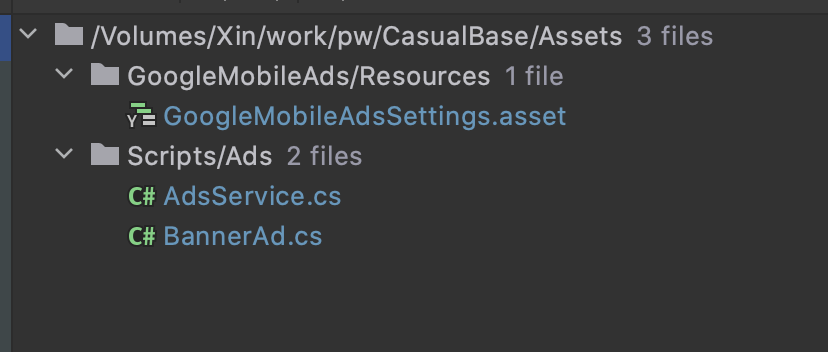 /Volumes/Xin/work/pw/CasualBase/Assets 3 files
GoogleMobileAds/Resources 1 file
GoogleMobileAdsSettings.asset
Scripts/Ads 2 files
C# AdsService.cs
C# BannerAd.cs